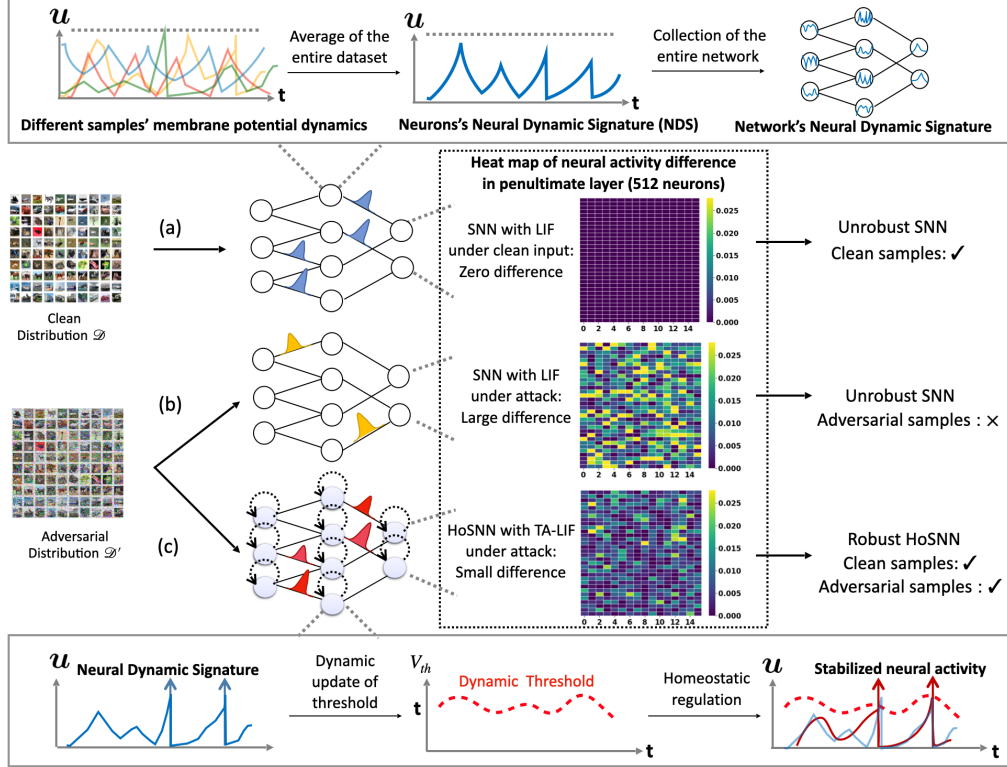 u
Average of the
entire dataset
t
Different samples' membrane potential dynamics
u
t
Neurons's Neural Dynamic Signature (NDS)
Collection of the
entire network
Network's Neural Dynamic Signature
Heat map of neural activity difference
in penultimate layer (512 neurons)
Clean
Distribution 𝒟
(a)
SNN with LIF
under clean input:
Zero difference
0.025
0.020
0.015
0.010
0.005
0.000
0 2 4 6 8 10 12 14
Unrobust SNN
Clean samples: ✓
(b)
SNN with LIF
under attack:
Large difference
0.025
0.020
0.015
0.010
0.005
0.000
0 2 4 6 8 10 12 14
Unrobust SNN
Adversarial samples : ×
Adversarial
Distribution 𝒟′
(c)
HoSNN with TA-LIF
under attack:
Small difference
0.025
0.020
0.015
0.010
0.005
0.000
0 2 4 6 8 10 12 14
Robust HoSNN
Clean samples: ✓
Adversarial samples : ✓
u
Neural Dynamic Signature
t
Dynamic
update of
threshold
V_th
Dynamic Threshold
t
t
Homeostatic
regulation
u
Stabilized neural activity
t